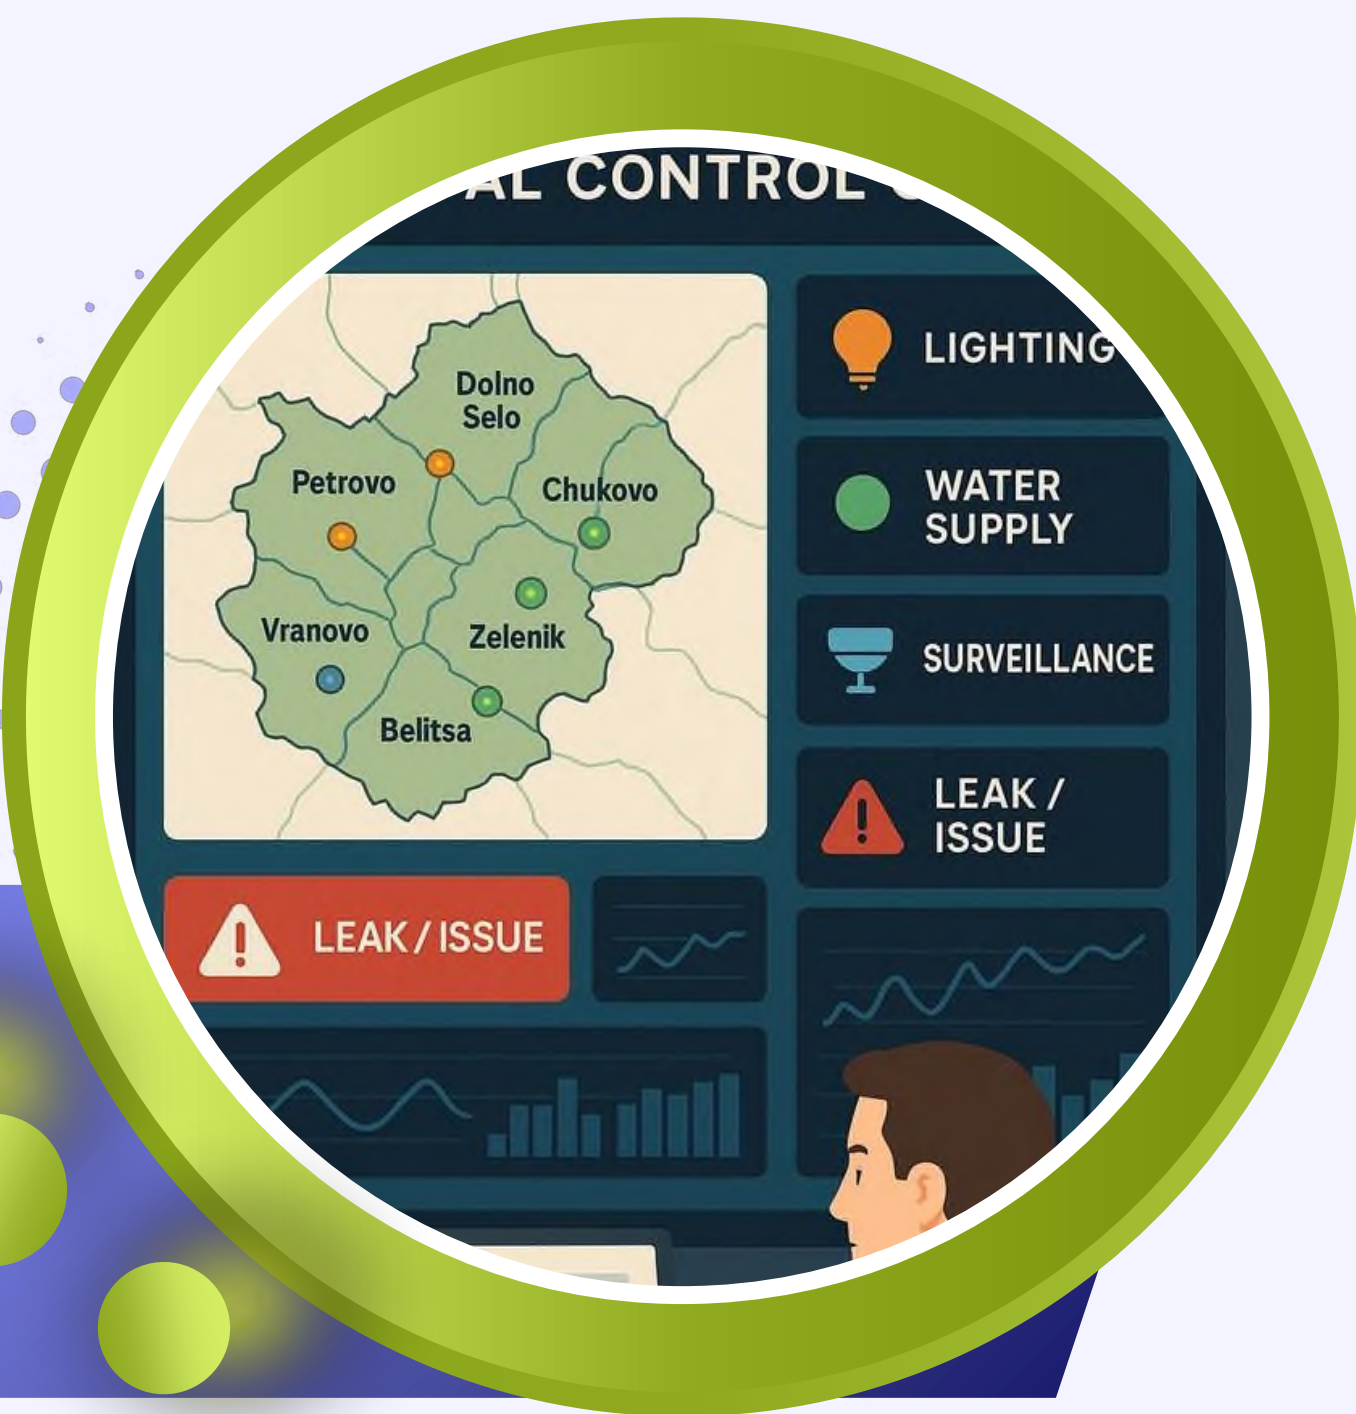 CONTROL
Dolno
Selo
Petrovo
Chukovo
Vranovo
Zelenik
Belitsa
LIGHTING
WATER
SUPPLY
SURVEILLANCE
LEAK /
ISSUE
LEAK / ISSUE